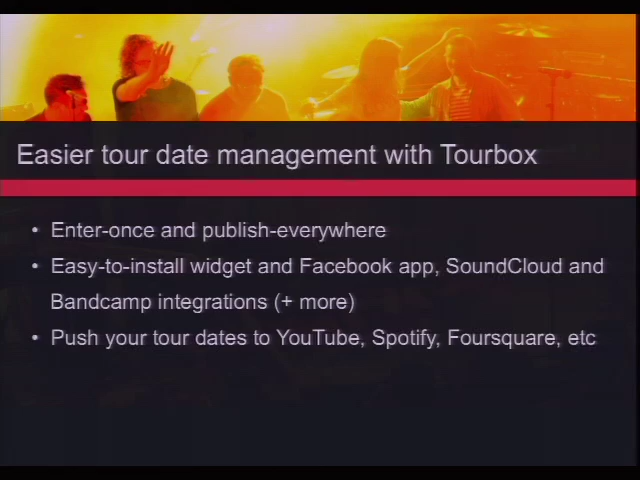 Easier tour date management with Tourbox
• Enter-once and publish-everywhere
• Easy-to-install widget and Facebook app, SoundCloud and
Bandcamp integrations (+ more)
• Push your tour dates to YouTube, Spotify, Foursquare, etc